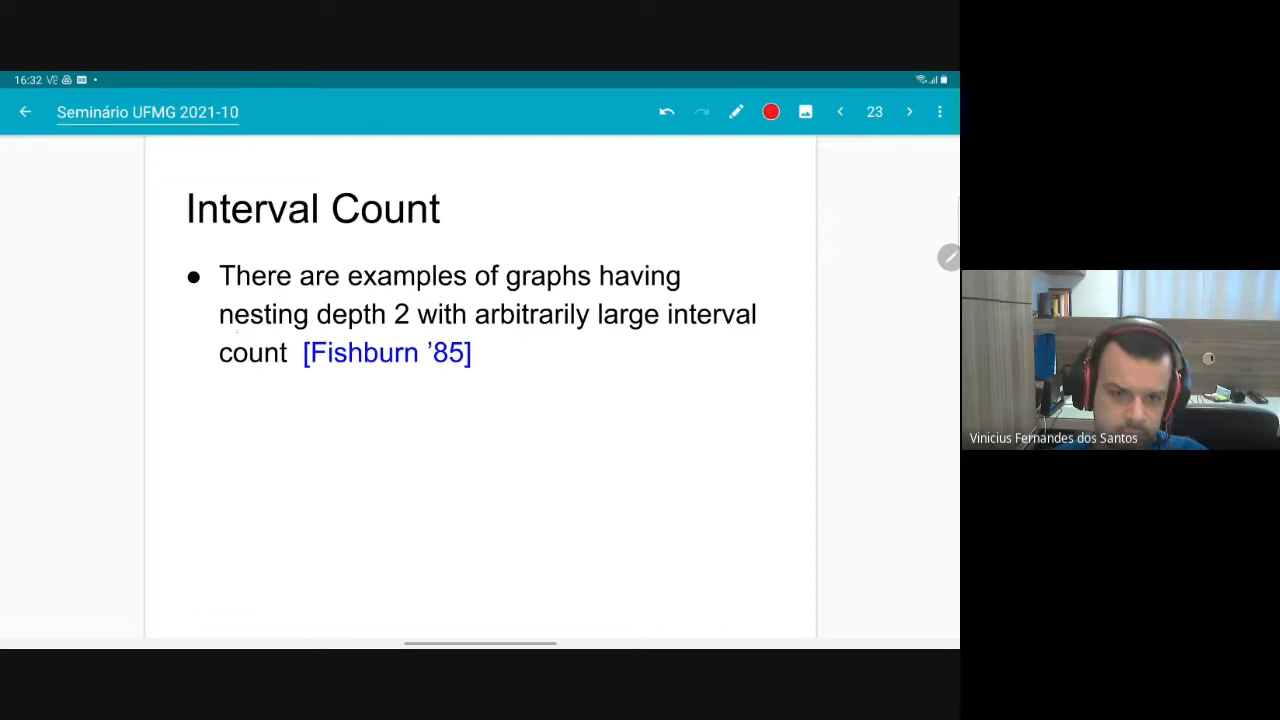 16:32
Seminário UFMG 2021-10
23
Interval Count
● There are examples of graphs having
nesting depth 2 with arbitrarily large interval
count [Fishburn ’85]
Vinicius Fernandes dos Santos